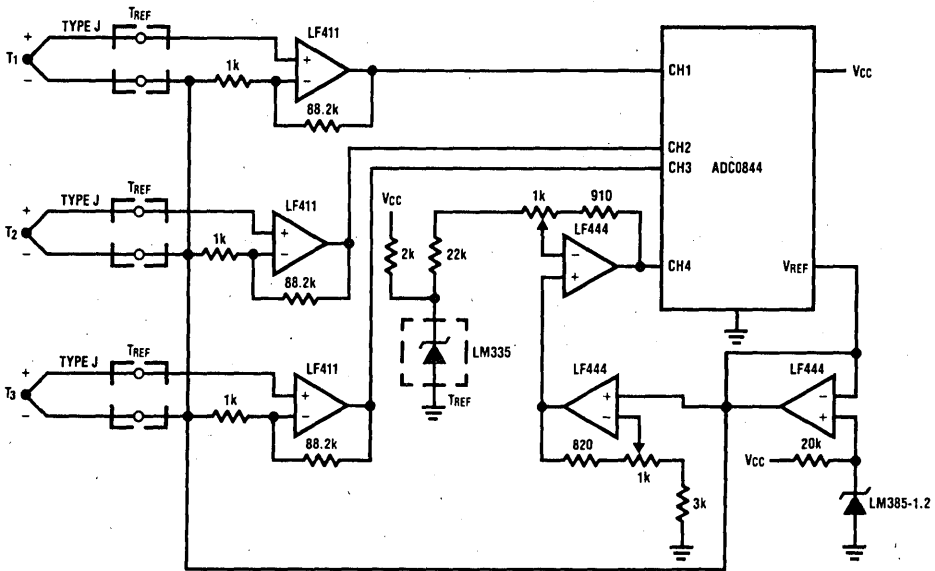 TYPE J
TREF
LF411
T1
+
−
1k
+
−
88.2k
CH1
VCC
CH2
CH3
ADC0844
TYPE J
TREF
LF411
T2
+
−
1k
+
−
88.2k
VCC
2k
22k
1k
910
LF444
−
+
CH4
VREF
LM335
TREF
TYPE J
TREF
LF411
T3
+
−
1k
+
−
88.2k
LF444
+
−
820
1k
3k
LF444
−
+
20k
VCC
LM385-1.2